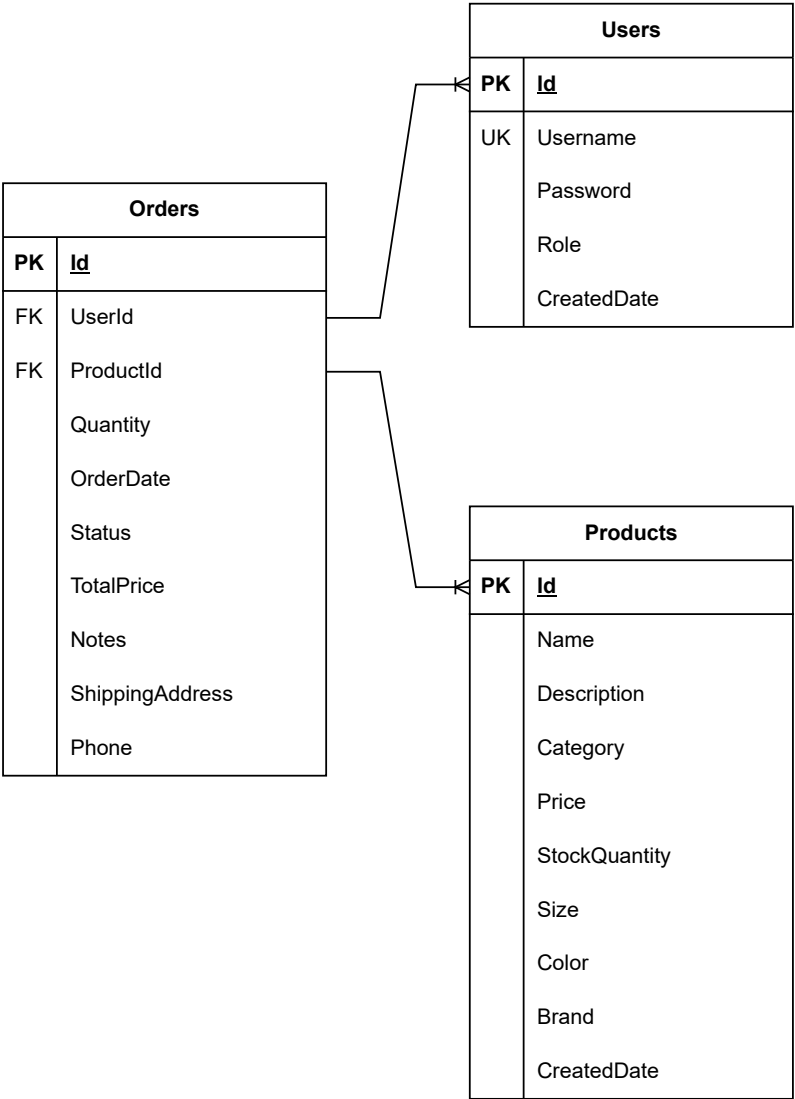 Users
PK Id
UK Username
Password
Role
CreatedDate
Orders
PK Id
FK UserId
FK ProductId
Quantity
OrderDate
Status
TotalPrice
Notes
ShippingAddress
Phone
Products
PK Id
Name
Description
Category
Price
StockQuantity
Size
Color
Brand
CreatedDate